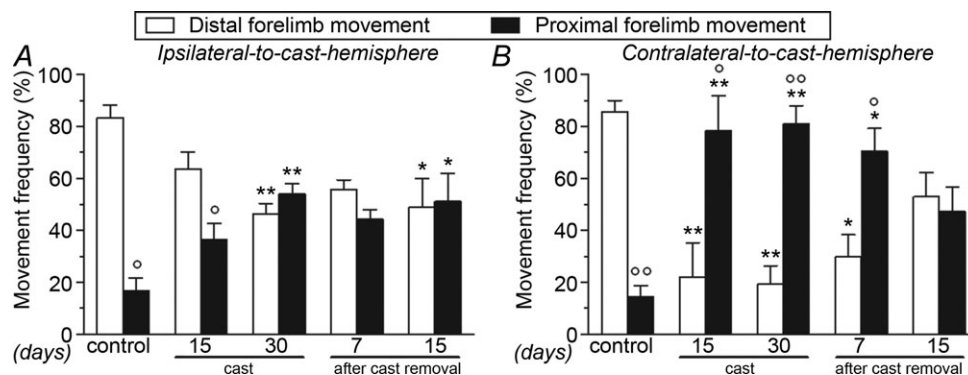 Distal forelimb movement Proximal forelimb movement
A Ipsilateral-to-cast-hemisphere
Movement frequency (%)
100
80
60
40
20
0
° ° ** ** * *
(days) control 15 30 7 15
cast after cast removal
B Contralateral-to-cast-hemisphere
Movement frequency (%)
100
80
60
40
20
0
°° ** ° ** ** °° ** * ° *
(days) control 15 30 7 15
cast after cast removal